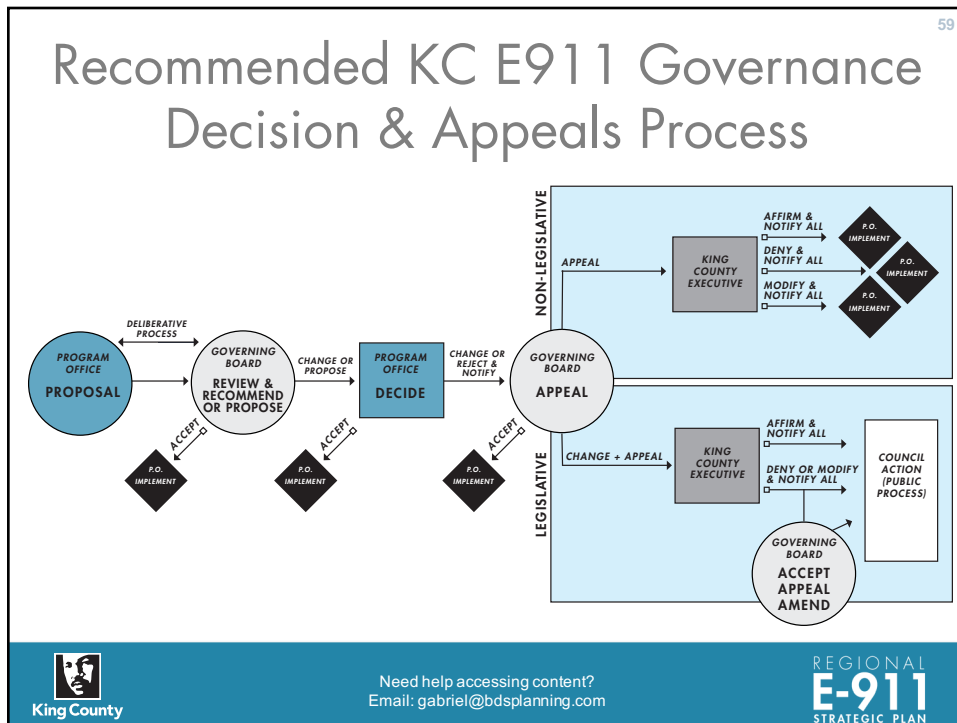 59
Recommended KC E911 Governance
Decision & Appeals Process
DELIBERATIVE
PROCESS
PROGRAM
OFFICE
PROPOSAL
GOVERNING
BOARD
REVIEW &
RECOMMEND
OR PROPOSE
ACCEPT
P.O.
IMPLEMENT
CHANGE OR
PROPOSE
PROGRAM
OFFICE
DECIDE
ACCEPT
P.O.
IMPLEMENT
CHANGE OR
REJECT &
NOTIFY
GOVERNING
BOARD
APPEAL
ACCEPT
P.O.
IMPLEMENT
NON-LEGISLATIVE
APPEAL
KING
COUNTY
EXECUTIVE
AFFIRM &
NOTIFY ALL
DENY &
NOTIFY ALL
MODIFY &
NOTIFY ALL
P.O.
IMPLEMENT
P.O.
IMPLEMENT
P.O.
IMPLEMENT
LEGISLATIVE
CHANGE + APPEAL
KING
COUNTY
EXECUTIVE
AFFIRM &
NOTIFY ALL
DENY OR MODIFY
& NOTIFY ALL
GOVERNING
BOARD
ACCEPT
APPEAL
AMEND
COUNCIL
ACTION
(PUBLIC
PROCESS)
King County
Need help accessing content?
Email: gabriel@bdsplanning.com
REGIONAL
E-911
STRATEGIC PLAN